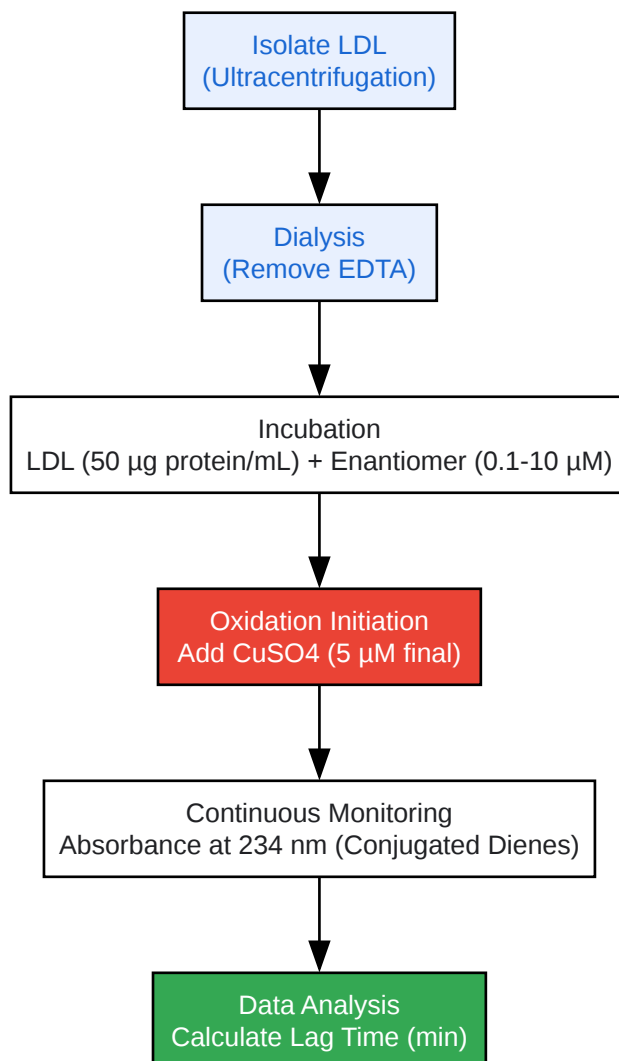 Isolate LDL
(Ultracentrifugation)
Dialysis
(Remove EDTA)
Incubation
LDL (50 µg protein/mL) + Enantiomer (0.1-10 µM)
Oxidation Initiation
Add CuSO4 (5 µM final)
Continuous Monitoring
Absorbance at 234 nm (Conjugated Dienes)
Data Analysis
Calculate Lag Time (min)